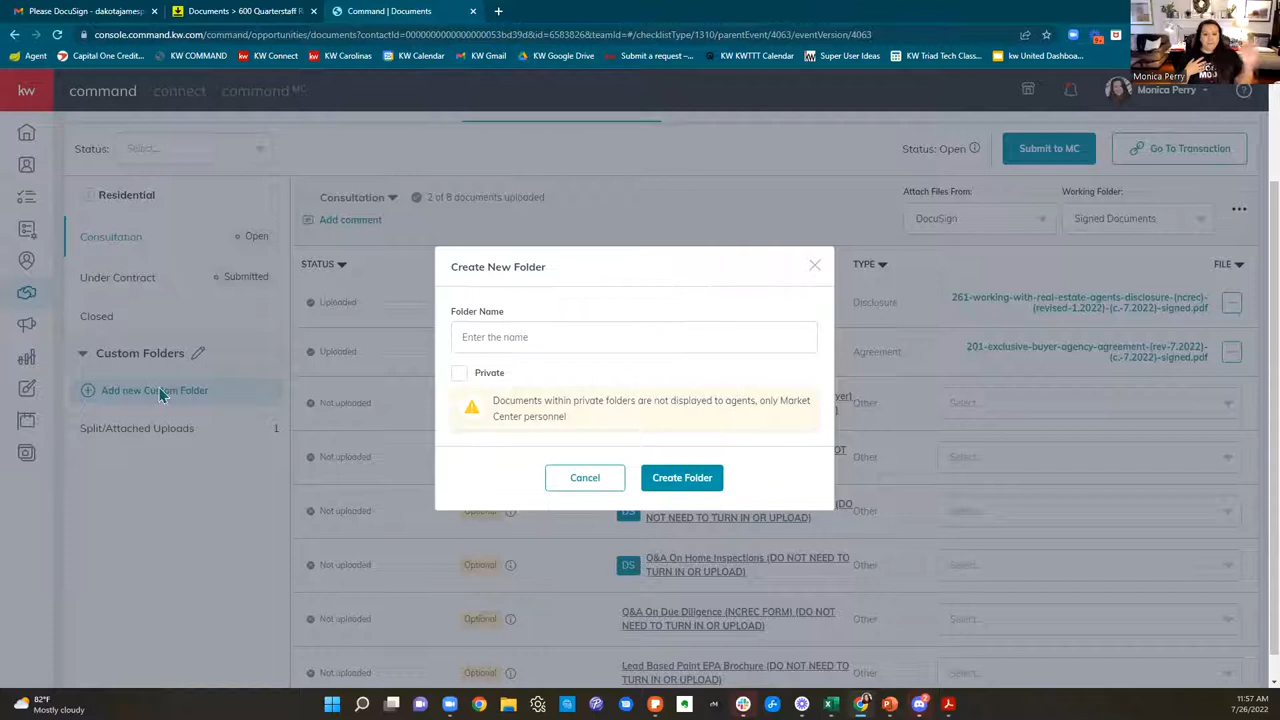 Please DocuSign - dakotajamesp
Documents > 600 Quarterstaff R
Command | Documents
console.command.kw.com/command/opportunities/documents?contactId=00000000000000053bd39d&id=6583826&teamId=#/checklistType/1310/parentEvent/4063/eventVersion/4063
Agent
Capital One Credit...
KW COMMAND
KW Connect
KW Carolinas
KW Calendar
KW Gmail
KW Google Drive
Submit a request –...
KW KWTTT Calendar
Super User Ideas
KW Triad Tech Class...
kw United Dashboa...
Monica Perry
kw
command
connect
command MC
Monica Perry
Status:
Select...
Status: Open
Submit to MC
Go To Transaction
Residential
Consultation
Open
Under Contract
Submitted
Closed
Custom Folders
Add new Custom Folder
Split/Attached Uploads
1
Consultation
2 of 8 documents uploaded
Add comment
Attach Files From:
DocuSign
Working Folder:
Signed Documents
STATUS
TYPE
FILE
Uploaded
Disclosure
261-working-with-real-estate-agents-disclosure-(ncrec)-
(revised-1.2022)-(c.-7.2022)-signed.pdf
Uploaded
Agreement
201-exclusive-buyer-agency-agreement-(rev-7.2022)-
(c)-7.2022)-signed.pdf
Not uploaded
Other
Select...
Not uploaded
Other
Select...
Not uploaded
Optional
DS
(DO
NOT NEED TO TURN IN OR UPLOAD)
Other
Not uploaded
Optional
DS
Q&A On Home Inspections (DO NOT NEED TO
TURN IN OR UPLOAD)
Other
Select...
Not uploaded
Optional
Q&A On Due Diligence (NCREC FORM) (DO NOT
NEED TO TURN IN OR UPLOAD)
Other
Select...
Not uploaded
Optional
Lead Based Paint EPA Brochure (DO NOT NEED
TO TURN IN OR UPLOAD)
Other
Select...
Create New Folder
Folder Name
Enter the name
Private
Documents within private folders are not displayed to agents, only Market
Center personnel
Cancel
Create Folder
82°F
Mostly cloudy
11:57 AM
7/26/2022